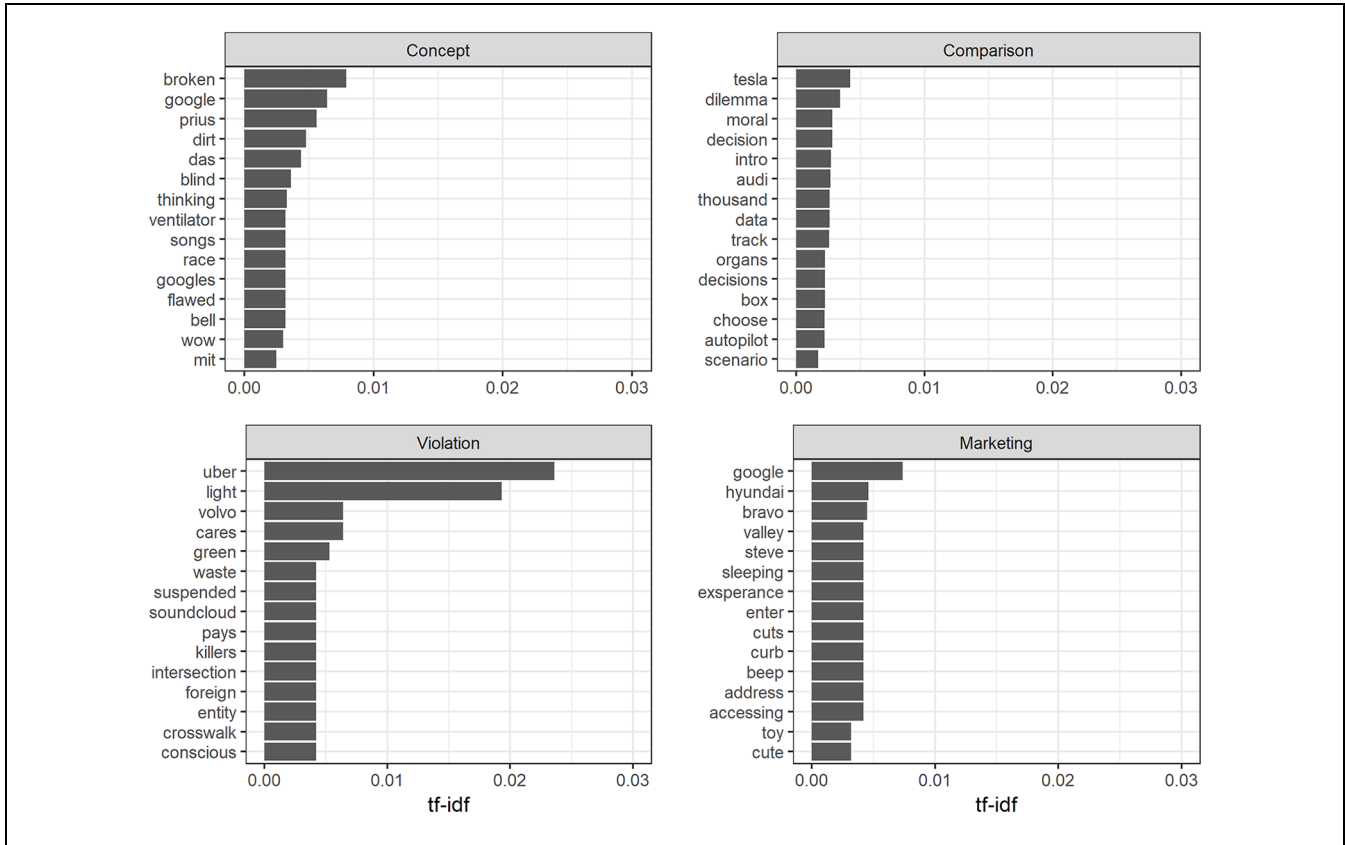 Concept
broken
google
prius
dirt
das
blind
thinking
ventilator
songs
race
googles
flawed
bell
wow
mit
0.00 0.01 0.02 0.03
Comparison
tesla
dilemma
moral
decision
intro
audi
thousand
data
track
organs
decisions
box
choose
autopilot
scenario
0.00 0.01 0.02 0.03
Violation
uber
light
volvo
cares
green
waste
suspended
soundcloud
pays
killers
intersection
foreign
entity
crosswalk
conscious
0.00 0.01 0.02 0.03
tf-idf
Marketing
google
hyundai
bravo
valley
steve
sleeping
exsperance
enter
cuts
curb
beep
address
accessing
toy
cute
0.00 0.01 0.02 0.03
tf-idf